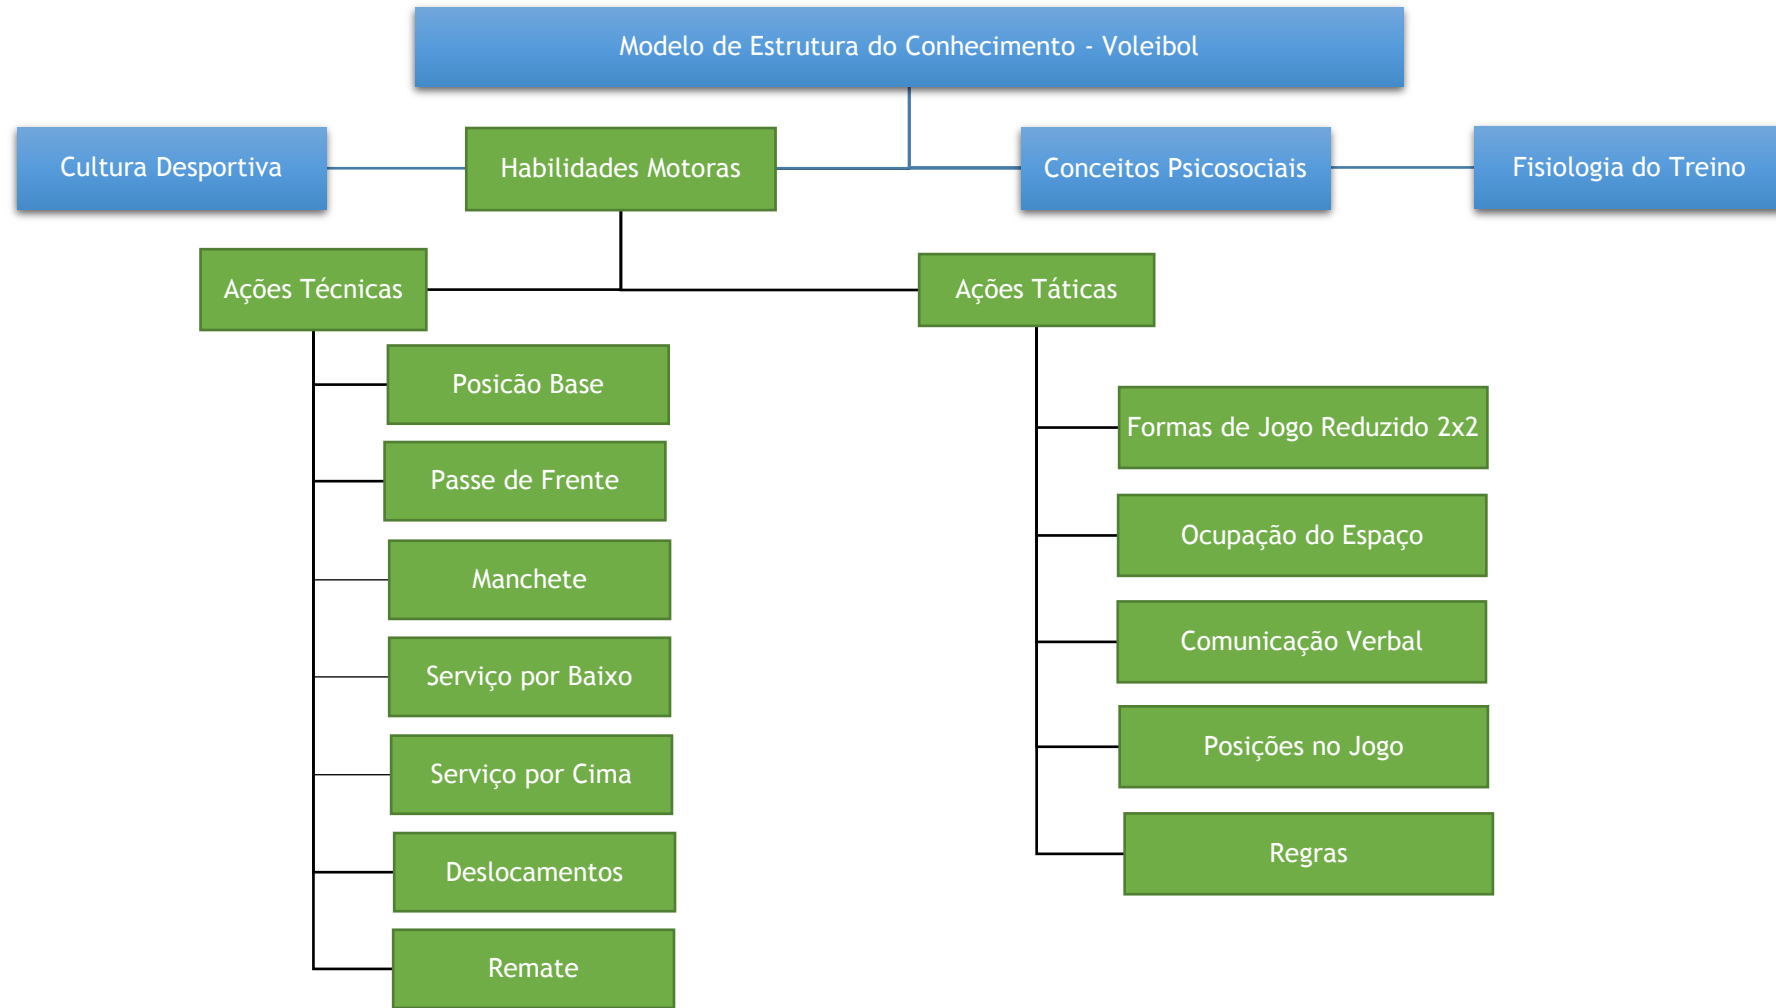 Modelo de Estrutura do Conhecimento - Voleibol
Cultura Desportiva
Habilidades Motoras
Conceitos Psicosociais
Fisiologia do Treino
Ações Técnicas
Ações Táticas
Posicão Base
Passe de Frente
Manchete
Serviço por Baixo
Serviço por Cima
Deslocamentos
Remate
Formas de Jogo Reduzido 2x2
Ocupação do Espaço
Comunicação Verbal
Posições no Jogo
Regras